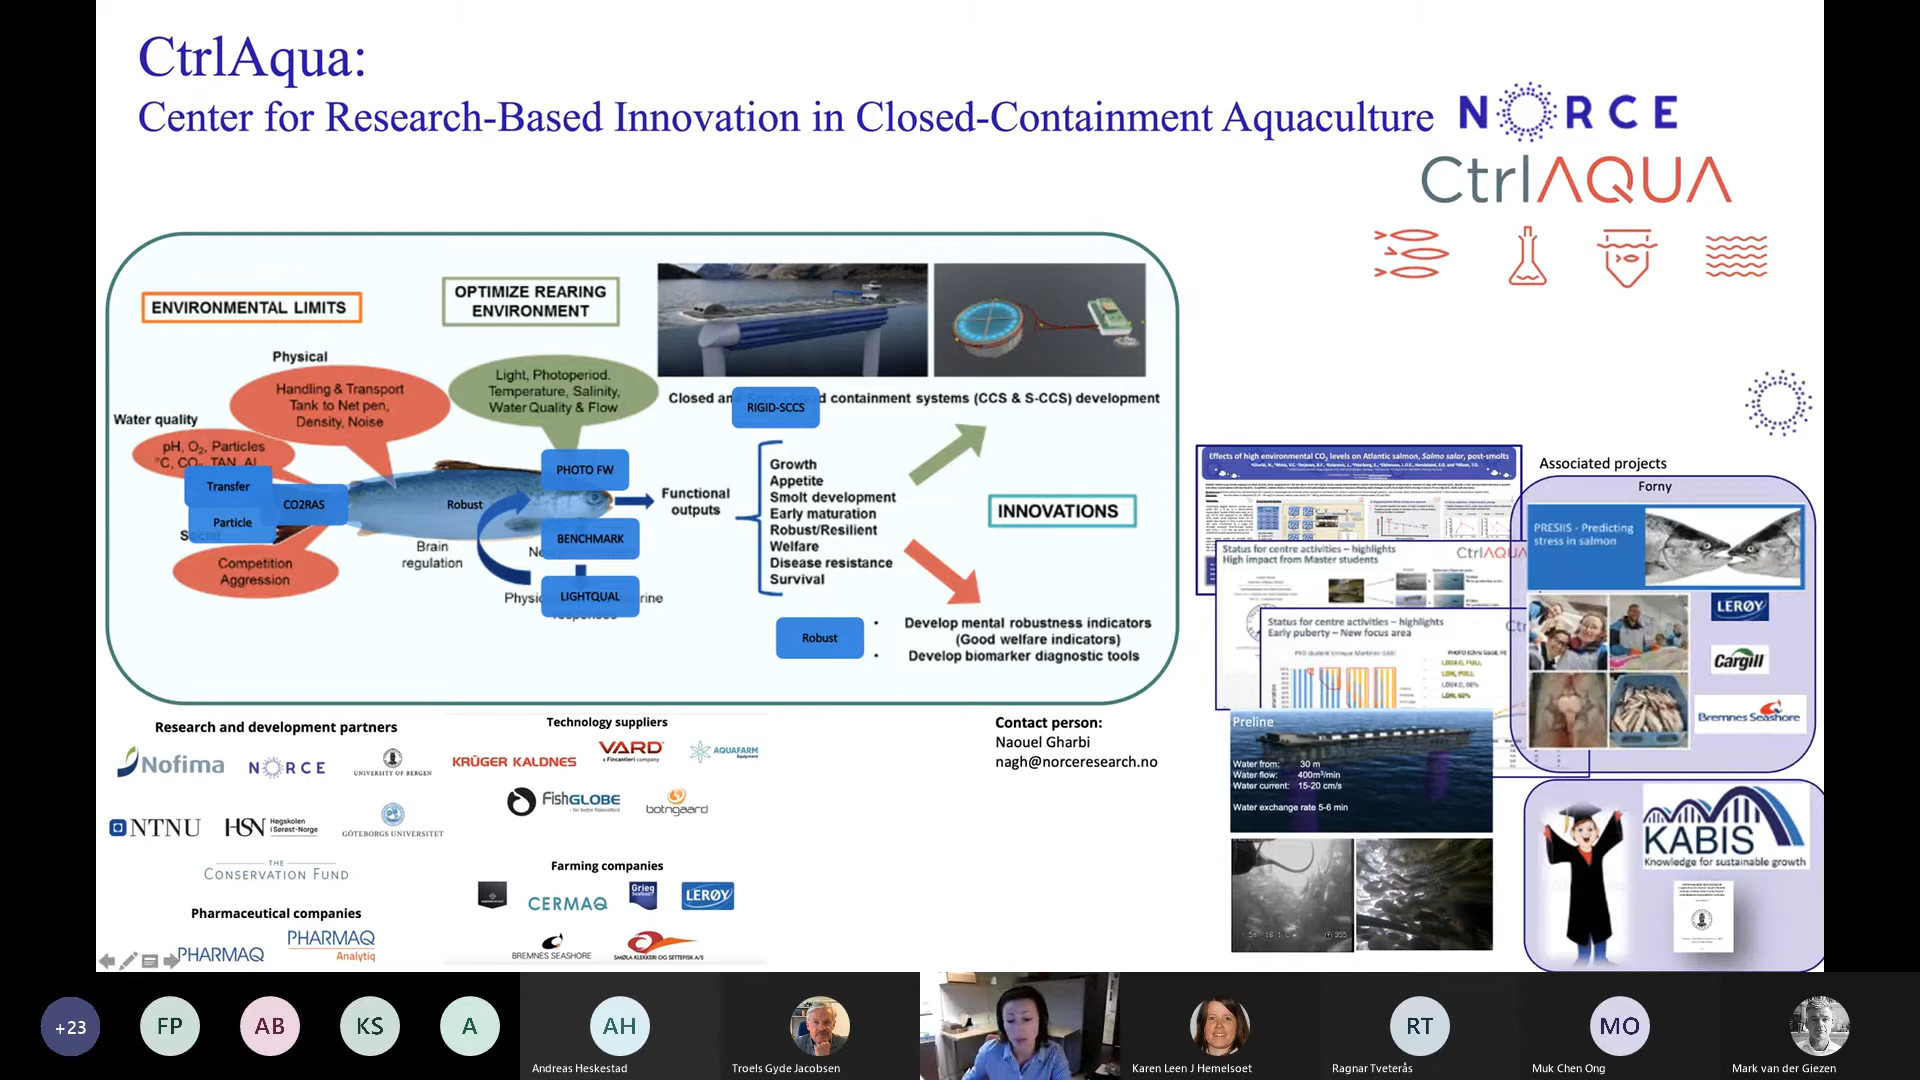 CtrlAqua:
Center for Research-Based Innovation in Closed-Containment Aquaculture
NORCE
CtrlAQUA
ENVIRONMENTAL LIMITS
OPTIMIZE REARING
ENVIRONMENT
Physical
Handling & Transport
Tank to Net pen,
Density, Noise
Light, Photoperiod.
Temperature, Salinity,
Water Quality & Flow
Water quality
pH, O₂, Particles
°C, CO₂, TAN, Al
Transfer
Particle
CO2RAS
Competition
Aggression
Robust
Brain
regulation
PHOTO FW
BENCHMARK
LIGHTQUAL
Functional
outputs
Closed and containment systems (CCS & S-CCS) development
RIGID-SCCS
Growth
Appetite
Smolt development
Early maturation
Robust/Resilient
Welfare
Disease resistance
Survival
INNOVATIONS
Robust
• Develop mental robustness indicators
(Good welfare indicators)
• Develop biomarker diagnostic tools
Research and development partners
Nofima
NORCE
UNIVERSITY OF BERGEN
NTNU
HSN Høgskolen
i Sørøst-Norge
GÖTEBORGS UNIVERSITET
THE
CONSERVATION FUND
Pharmaceutical companies
PHARMAQ
PHARMAQ
Analytiq
Technology suppliers
KRÜGER KALDNES
VARD
a Fincantieri company
AQUAFARM
Equipment
FishGLOBE
botngaard
Farming companies
CERMAQ
Grieg
Seafood
LERØY
BREMNES SEASHORE
SMØLA KLEKKERI OG SETTEFISK A/S
Contact person:
Naouel Gharbi
nagh@norceresearch.no
Effects of high environmental CO₂ levels on Atlantic salmon, Salmo salar, post-smolts
Status for centre activities – highlights
High impact from Master students
CtrlAQUA
Status for centre activities – highlights
Early puberty – New focus area
Preline
Water from: 30 m
Water flow: 400m³/min
Water current: 15-20 cm/s
Water exchange rate 5-6 min
Associated projects
Forny
PRESIIS - Predicting
stress in salmon
LERØY
Cargill
Bremnes Seashore
KABIS
Knowledge for sustainable growth
+23
FP
AB
KS
A
AH
RT
MO
Andreas Heskestad
Troels Gyde Jacobsen
Karen Leen J Hemelsoet
Ragnar Tveterås
Muk Chen Ong
Mark van der Giezen